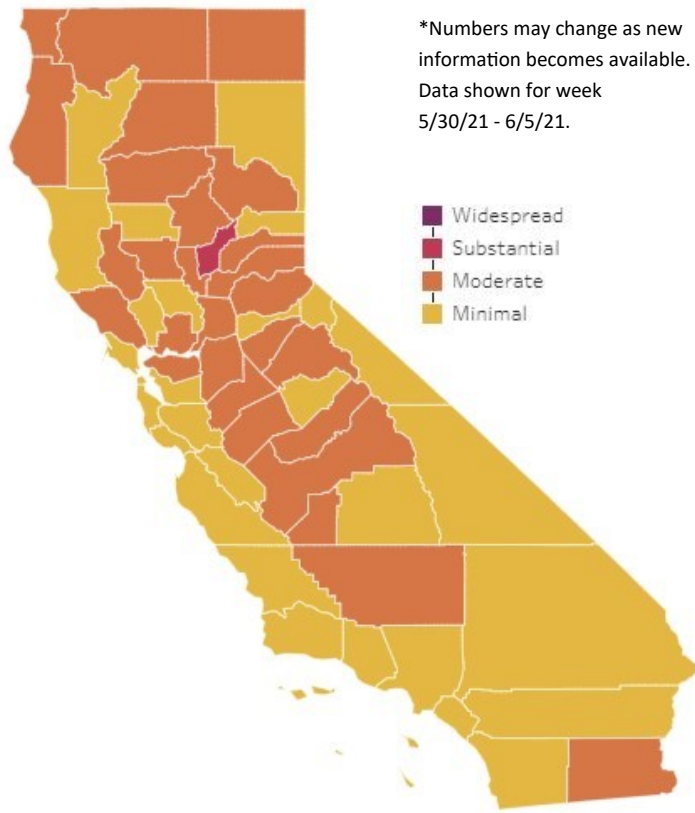 *Numbers may change as new
information becomes available.
Data shown for week
5/30/21 - 6/5/21.
Widespread
Substantial
Moderate
Minimal